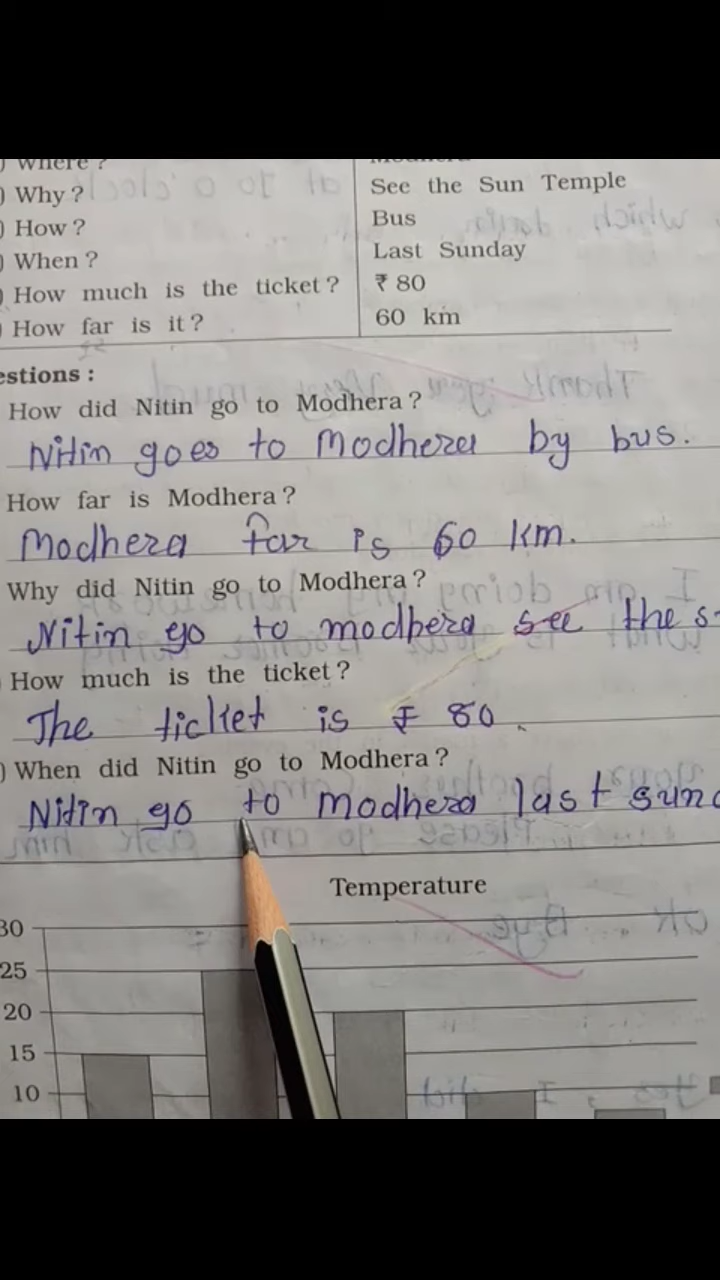 Where ?
Why ? See the Sun Temple
How ? Bus
When ? Last Sunday
How much is the ticket ? ₹ 80
How far is it ? 60 km
estions :
How did Nitin go to Modhera ?
Nitin goes to modhera by bus.
How far is Modhera ?
Modhera far is 60 km.
Why did Nitin go to Modhera ?
Nitin go to modhera see the s
How much is the ticket ?
The ticket is ₹ 80.
) When did Nitin go to Modhera ?
Nitin go to modhera last sund
Temperature
30
25
20
15
10